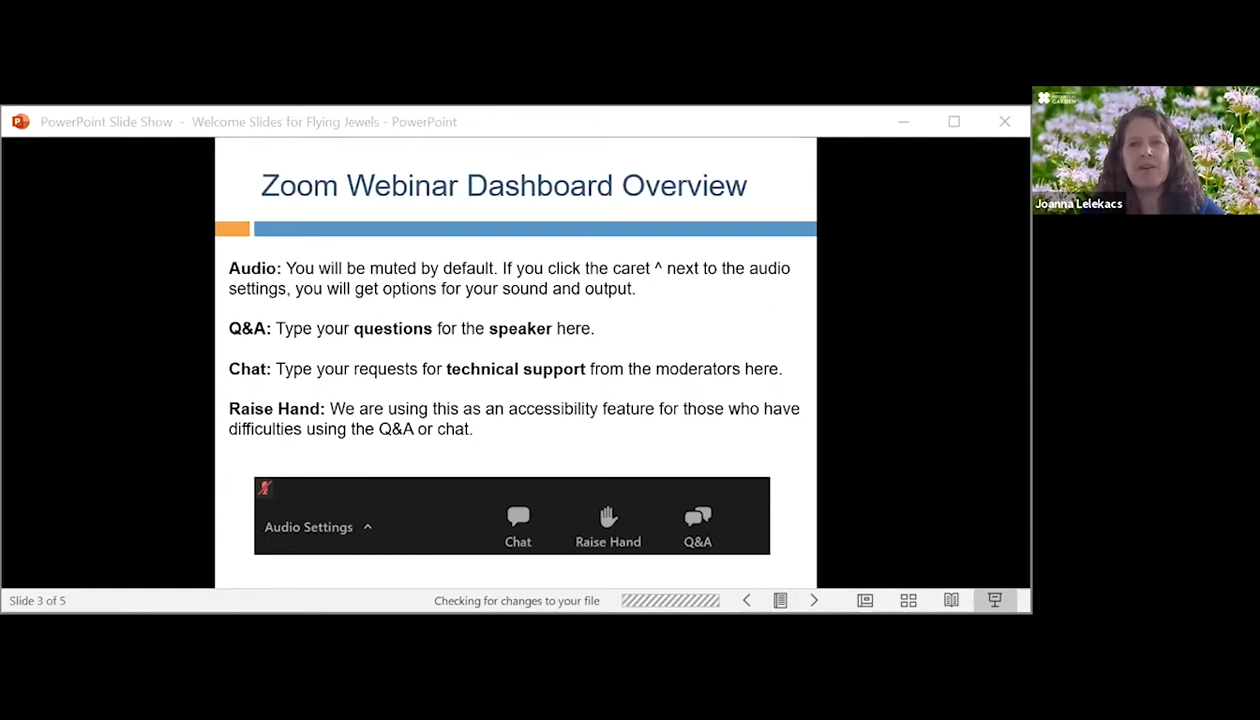 PowerPoint Slide Show - Welcome Slides for Flying Jewels - PowerPoint
Zoom Webinar Dashboard Overview
Audio: You will be muted by default. If you click the caret ^ next to the audio
settings, you will get options for your sound and output.
Q&A: Type your questions for the speaker here.
Chat: Type your requests for technical support from the moderators here.
Raise Hand: We are using this as an accessibility feature for those who have
difficulties using the Q&A or chat.
Audio Settings ^
Chat
Raise Hand
Q&A
Slide 3 of 5
Checking for changes to your file
GARDEN
Joanna Lelekacs